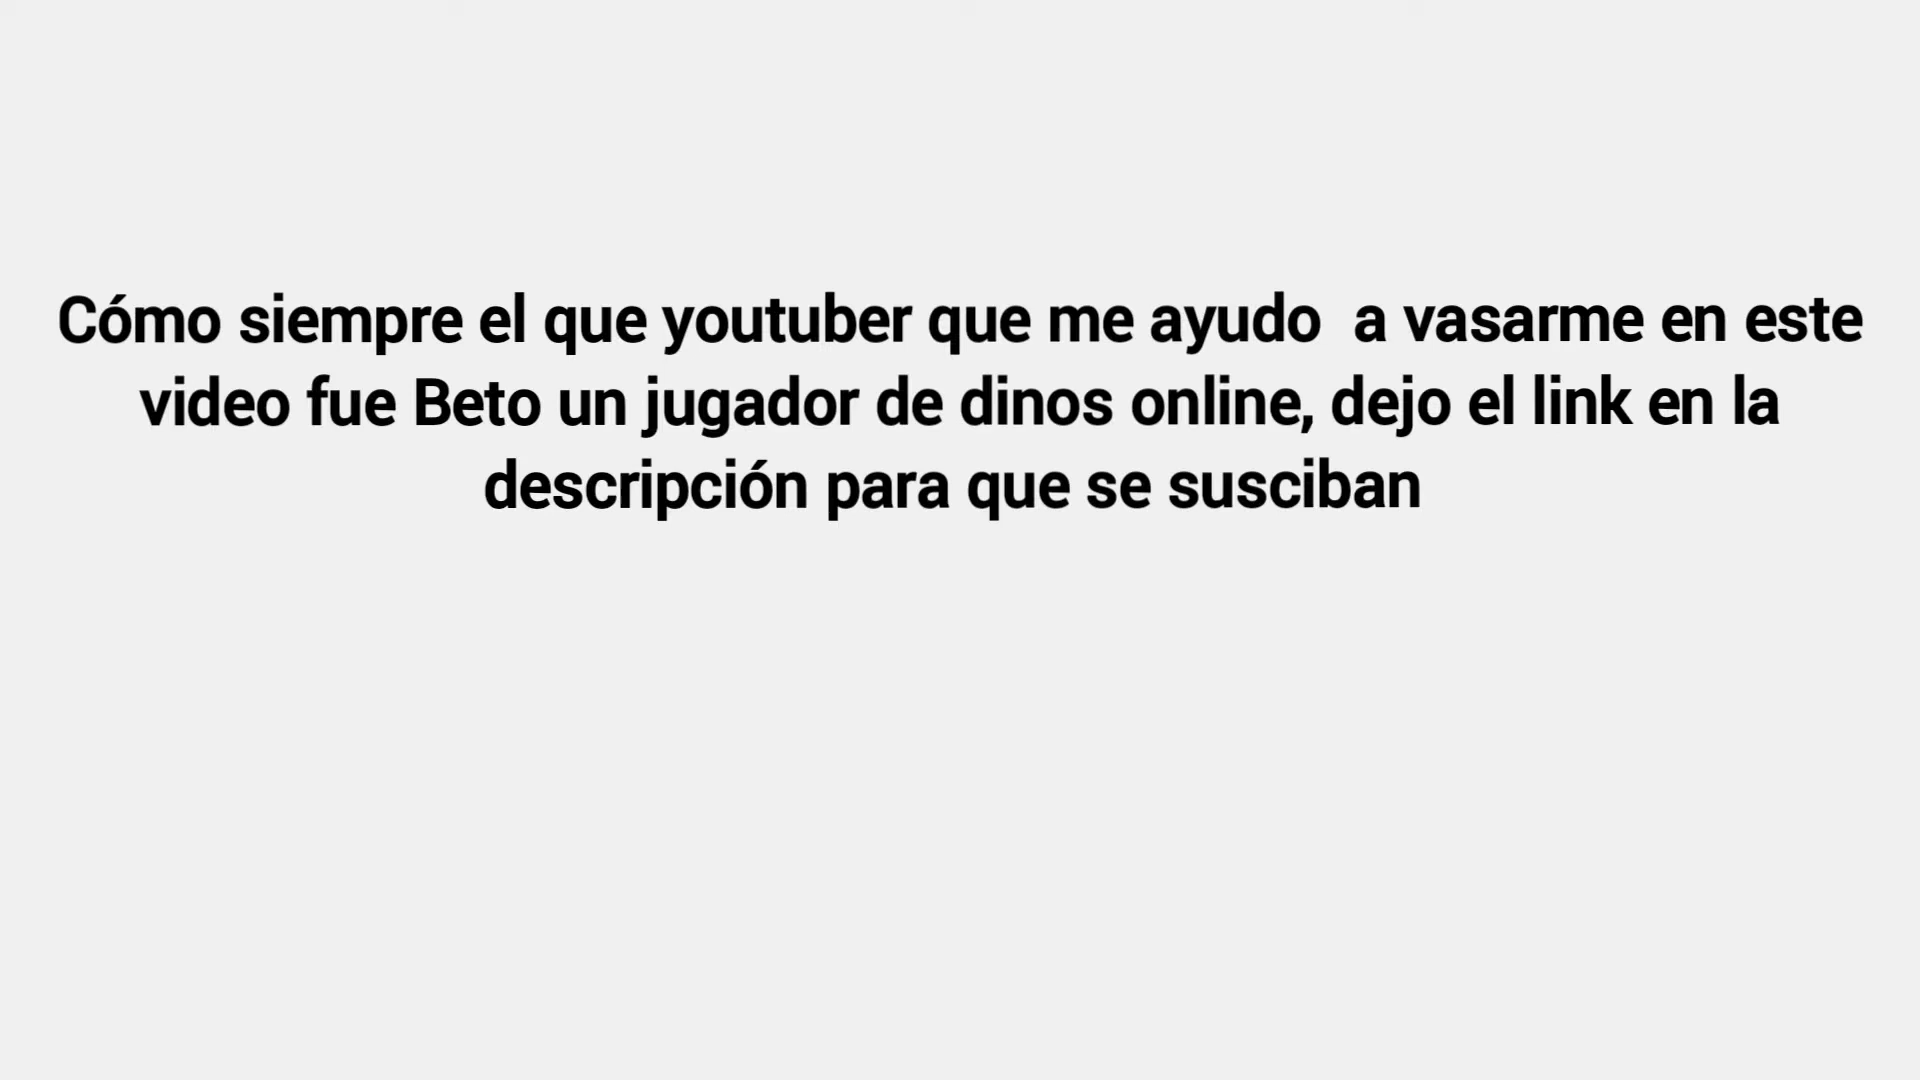 Cómo siempre el que youtuber que me ayudo  a vasarme en este
video fue Beto un jugador de dinos online, dejo el link en la
descripción para que se susciban